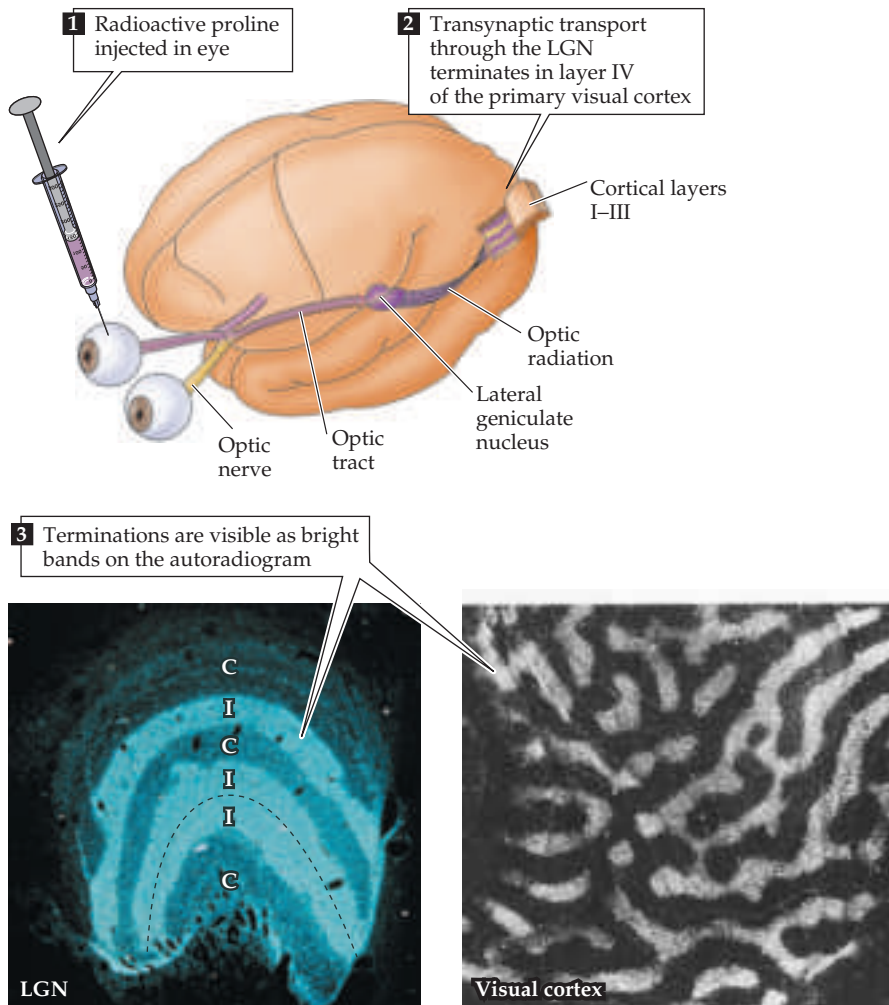 1 Radioactive proline
injected in eye
2 Transynaptic transport
through the LGN
terminates in layer IV
of the primary visual cortex
Cortical layers
I–III
Optic
radiation
Lateral
geniculate
nucleus
Optic
tract
Optic
nerve
3 Terminations are visible as bright
bands on the autoradiogram
C
I
C
I
I
C
LGN
Visual cortex